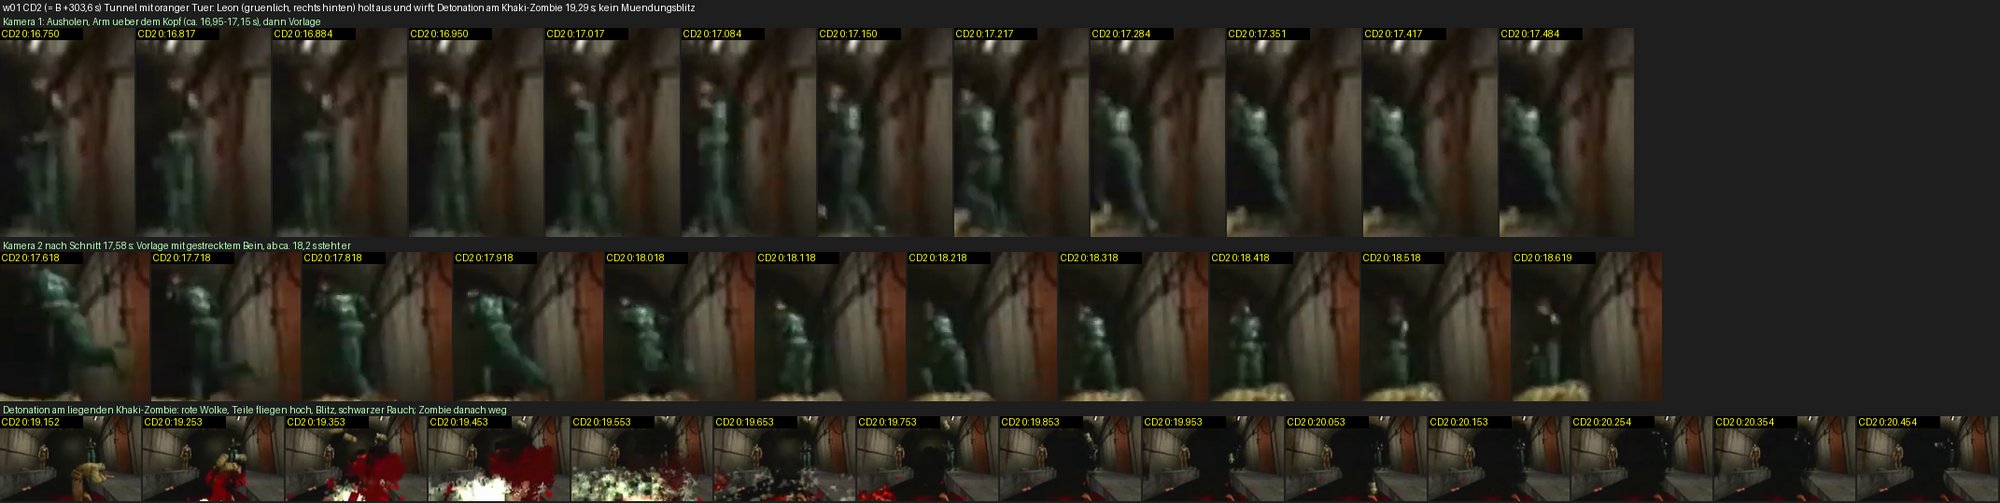 w01 CD2 (= B +303,6 s) Tunnel mit oranger Tuer: Leon (gruenlich, rechts hinten) holt aus und wirft; Detonation am Khaki-Zombie 19,29 s; kein Muendungsblitz
Kamera 1: Ausholen, Arm ueber dem Kopf (ca. 16,95-17,15 s), dann Vorlage
CD2 0:16.750 CD2 0:16.817 CD2 0:16.884 CD2 0:16.950 CD2 0:17.017 CD2 0:17.084 CD2 0:17.150 CD2 0:17.217 CD2 0:17.284 CD2 0:17.351 CD2 0:17.417 CD2 0:17.484
Kamera 2 nach Schnitt 17,58 s: Vorlage mit gestrecktem Bein, ab ca. 18,2 s steht er
CD2 0:17.618 CD2 0:17.718 CD2 0:17.818 CD2 0:17.918 CD2 0:18.018 CD2 0:18.118 CD2 0:18.218 CD2 0:18.318 CD2 0:18.418 CD2 0:18.518 CD2 0:18.619
Detonation am liegenden Khaki-Zombie: rote Wolke, Teile fliegen hoch, Blitz, schwarzer Rauch; Zombie danach weg
CD2 0:19.152 CD2 0:19.253 CD2 0:19.353 CD2 0:19.453 CD2 0:19.553 CD2 0:19.653 CD2 0:19.753 CD2 0:19.853 CD2 0:19.953 CD2 0:20.053 CD2 0:20.153 CD2 0:20.254 CD2 0:20.354 CD2 0:20.454